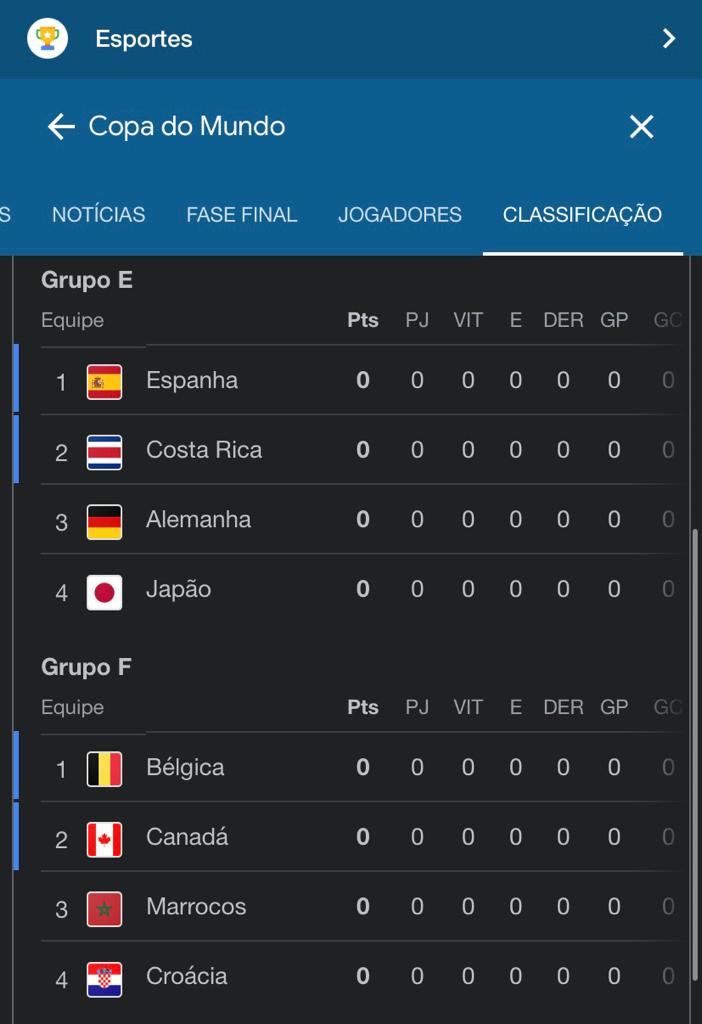 Esportes
Copa do Mundo
S NOTÍCIAS FASE FINAL JOGADORES CLASSIFICAÇÃO
Grupo E
Equipe Pts PJ VIT E DER GP GC
1 Espanha 0 0 0 0 0 0 0
2 Costa Rica 0 0 0 0 0 0 0
3 Alemanha 0 0 0 0 0 0 0
4 Japão 0 0 0 0 0 0 0
Grupo F
Equipe Pts PJ VIT E DER GP GC
1 Bélgica 0 0 0 0 0 0 0
2 Canadá 0 0 0 0 0 0 0
3 Marrocos 0 0 0 0 0 0 0
4 Croácia 0 0 0 0 0 0 0